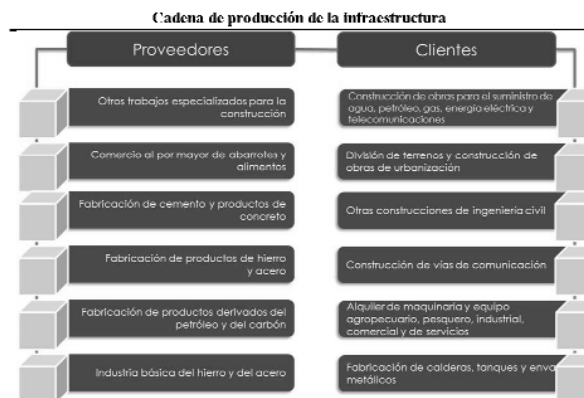 Cadena de producción de la infraestructura
Proveedores
Otros trabajos especializados para la
construcción
Comercio al por mayor de abarrotes y
alimentos
Fabricación de cemento y productos de
concreto
Fabricación de productos de hierro
y acero
Fabricación de productos derivados del
petróleo y del carbón
Industria básica del hierro y del acero
Clientes
Construcción de obras para el suministro de
agua, petróleo, gas, energía eléctrica y
telecomunicaciones
División de terrenos y construcción de
obras de urbanización
Otras construcciones de ingeniería civil
Construcción de vías de comunicación
Alquiler de maquinaria y equipo
agropecuario, pesquero, industrial,
comercial y de servicios
Fabricación de calderas, tanques y enva
metálicos